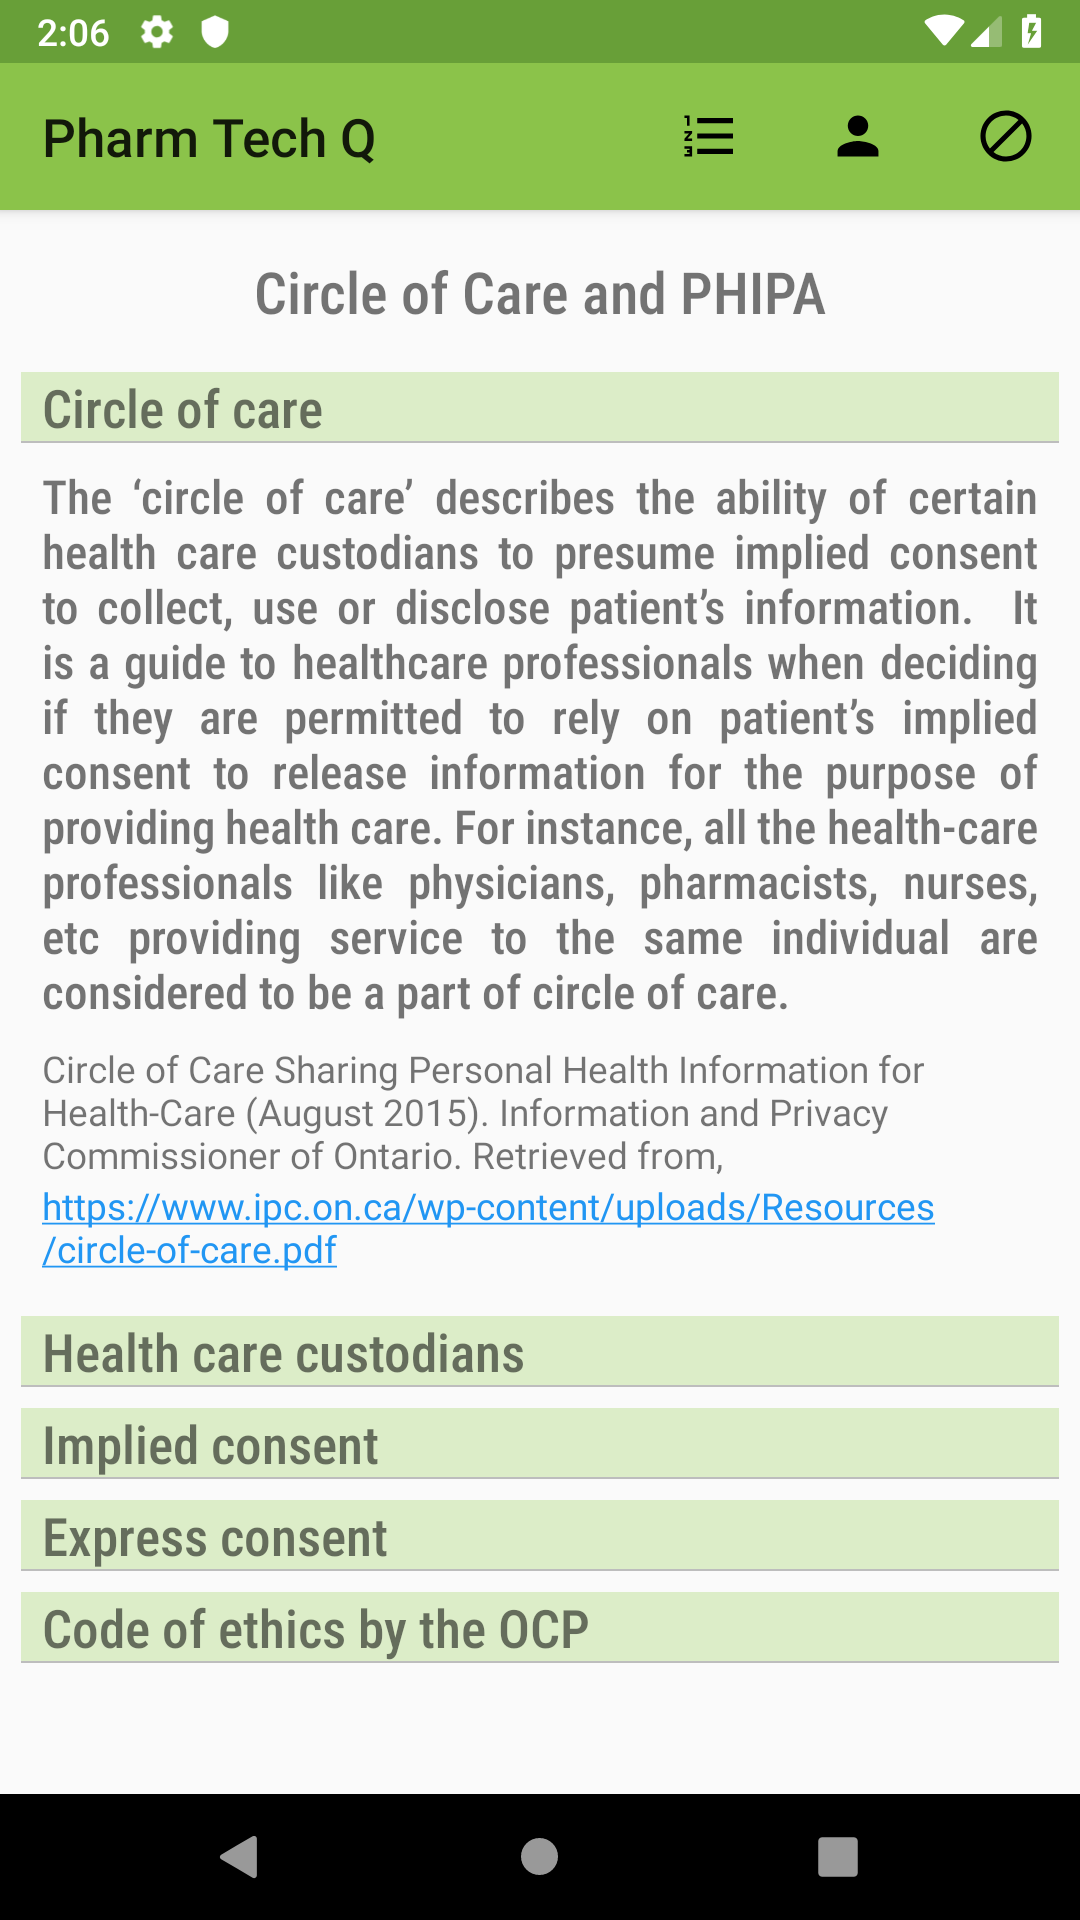 2:06
Pharm Tech Q
Circle of Care and PHIPA
Circle of care
The ‘circle of care’ describes the ability of certain
health care custodians to presume implied consent
to collect, use or disclose patient’s information.  It
is a guide to healthcare professionals when deciding
if they are permitted to rely on patient’s implied
consent to release information for the purpose of
providing health care. For instance, all the health-care
professionals like physicians, pharmacists, nurses,
etc providing service to the same individual are
considered to be a part of circle of care.
Circle of Care Sharing Personal Health Information for
Health-Care (August 2015). Information and Privacy
Commissioner of Ontario. Retrieved from,
https://www.ipc.on.ca/wp-content/uploads/Resources
/circle-of-care.pdf
Health care custodians
Implied consent
Express consent
Code of ethics by the OCP